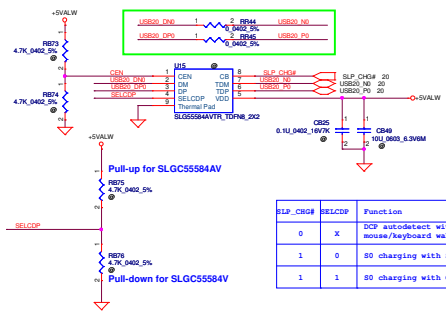 +5VALW
RB73
4.7K_0402_5%
@
RB74
4.7K_0402_5%
@
USB20_DN0 1 2 RR44 USB20_N0
0_0402_5%
USB20_DP0 1 2 RR45 USB20_P0
0_0402_5%
U15 @
CEN 1 CEN CB 8 SLP_CHG# SLP_CHG# 20
USB20_DN0 2 DM TDM 7 USB20_N0 USB20_N0 20
USB20_DP0 3 DP TDP 6 USB20_P0 USB20_P0 20
SELCDP 4 SELCDP VDD 5 +5VALW
9 Thermal Pad
SLG55584AVTR_TDFN8_2X2
CB25
0.1U_0402_16V7K
@
CB49
10U_0603_6.3V6M
@
+5VALW
Pull-up for SLGC55584AV
RB75
4.7K_0402_5%
@
SELCDP
RB76
4.7K_0402_5%
@
Pull-down for SLGC55584V
SLP_CHG# SELCDP Function
0 X DCP autodetect
mouse/keyboard
1 0 S0 charging with
1 1 S0 charging with